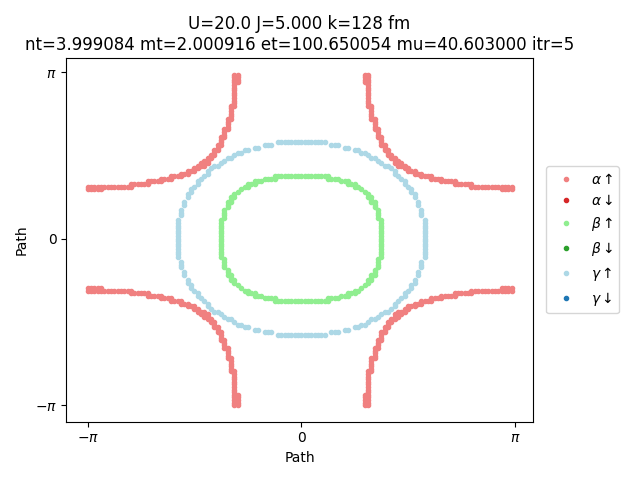 U=20.0 J=5.000 k=128 fm
nt=3.999084 mt=2.000916 et=100.650054 mu=40.603000 itr=5
π
0
−π
Path
−π
0
π
Path
α↑
α↓
β↑
β↓
γ↑
γ↓